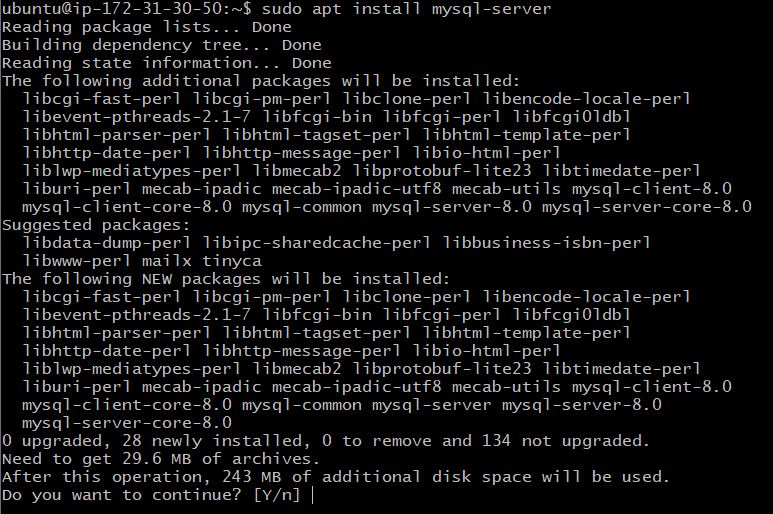 ubuntu@ip-172-31-30-50:~$ sudo apt install mysql-server
Reading package lists... Done
Building dependency tree... Done
Reading state information... Done
The following additional packages will be installed:
  libcgi-fast-perl libcgi-pm-perl libclone-perl libencode-locale-perl
  libevent-pthreads-2.1-7 libfcgi-bin libfcgi-perl libfcgi0ldbl
  libhtml-parser-perl libhtml-tagset-perl libhtml-template-perl
  libhttp-date-perl libhttp-message-perl libio-html-perl
  liblwp-mediatypes-perl libmecab2 libprotobuf-lite23 libtimedate-perl
  liburi-perl mecab-ipadic mecab-ipadic-utf8 mecab-utils mysql-client-8.0
  mysql-client-core-8.0 mysql-common mysql-server-8.0 mysql-server-core-8.0
Suggested packages:
  libdata-dump-perl libipc-sharedcache-perl libbusiness-isbn-perl
  libwww-perl mailx tinyca
The following NEW packages will be installed:
  libcgi-fast-perl libcgi-pm-perl libclone-perl libencode-locale-perl
  libevent-pthreads-2.1-7 libfcgi-bin libfcgi-perl libfcgi0ldbl
  libhtml-parser-perl libhtml-tagset-perl libhtml-template-perl
  libhttp-date-perl libhttp-message-perl libio-html-perl
  liblwp-mediatypes-perl libmecab2 libprotobuf-lite23 libtimedate-perl
  liburi-perl mecab-ipadic mecab-ipadic-utf8 mecab-utils mysql-client-8.0
  mysql-client-core-8.0 mysql-common mysql-server mysql-server-8.0
  mysql-server-core-8.0
0 upgraded, 28 newly installed, 0 to remove and 134 not upgraded.
Need to get 29.6 MB of archives.
After this operation, 243 MB of additional disk space will be used.
Do you want to continue? [Y/n]